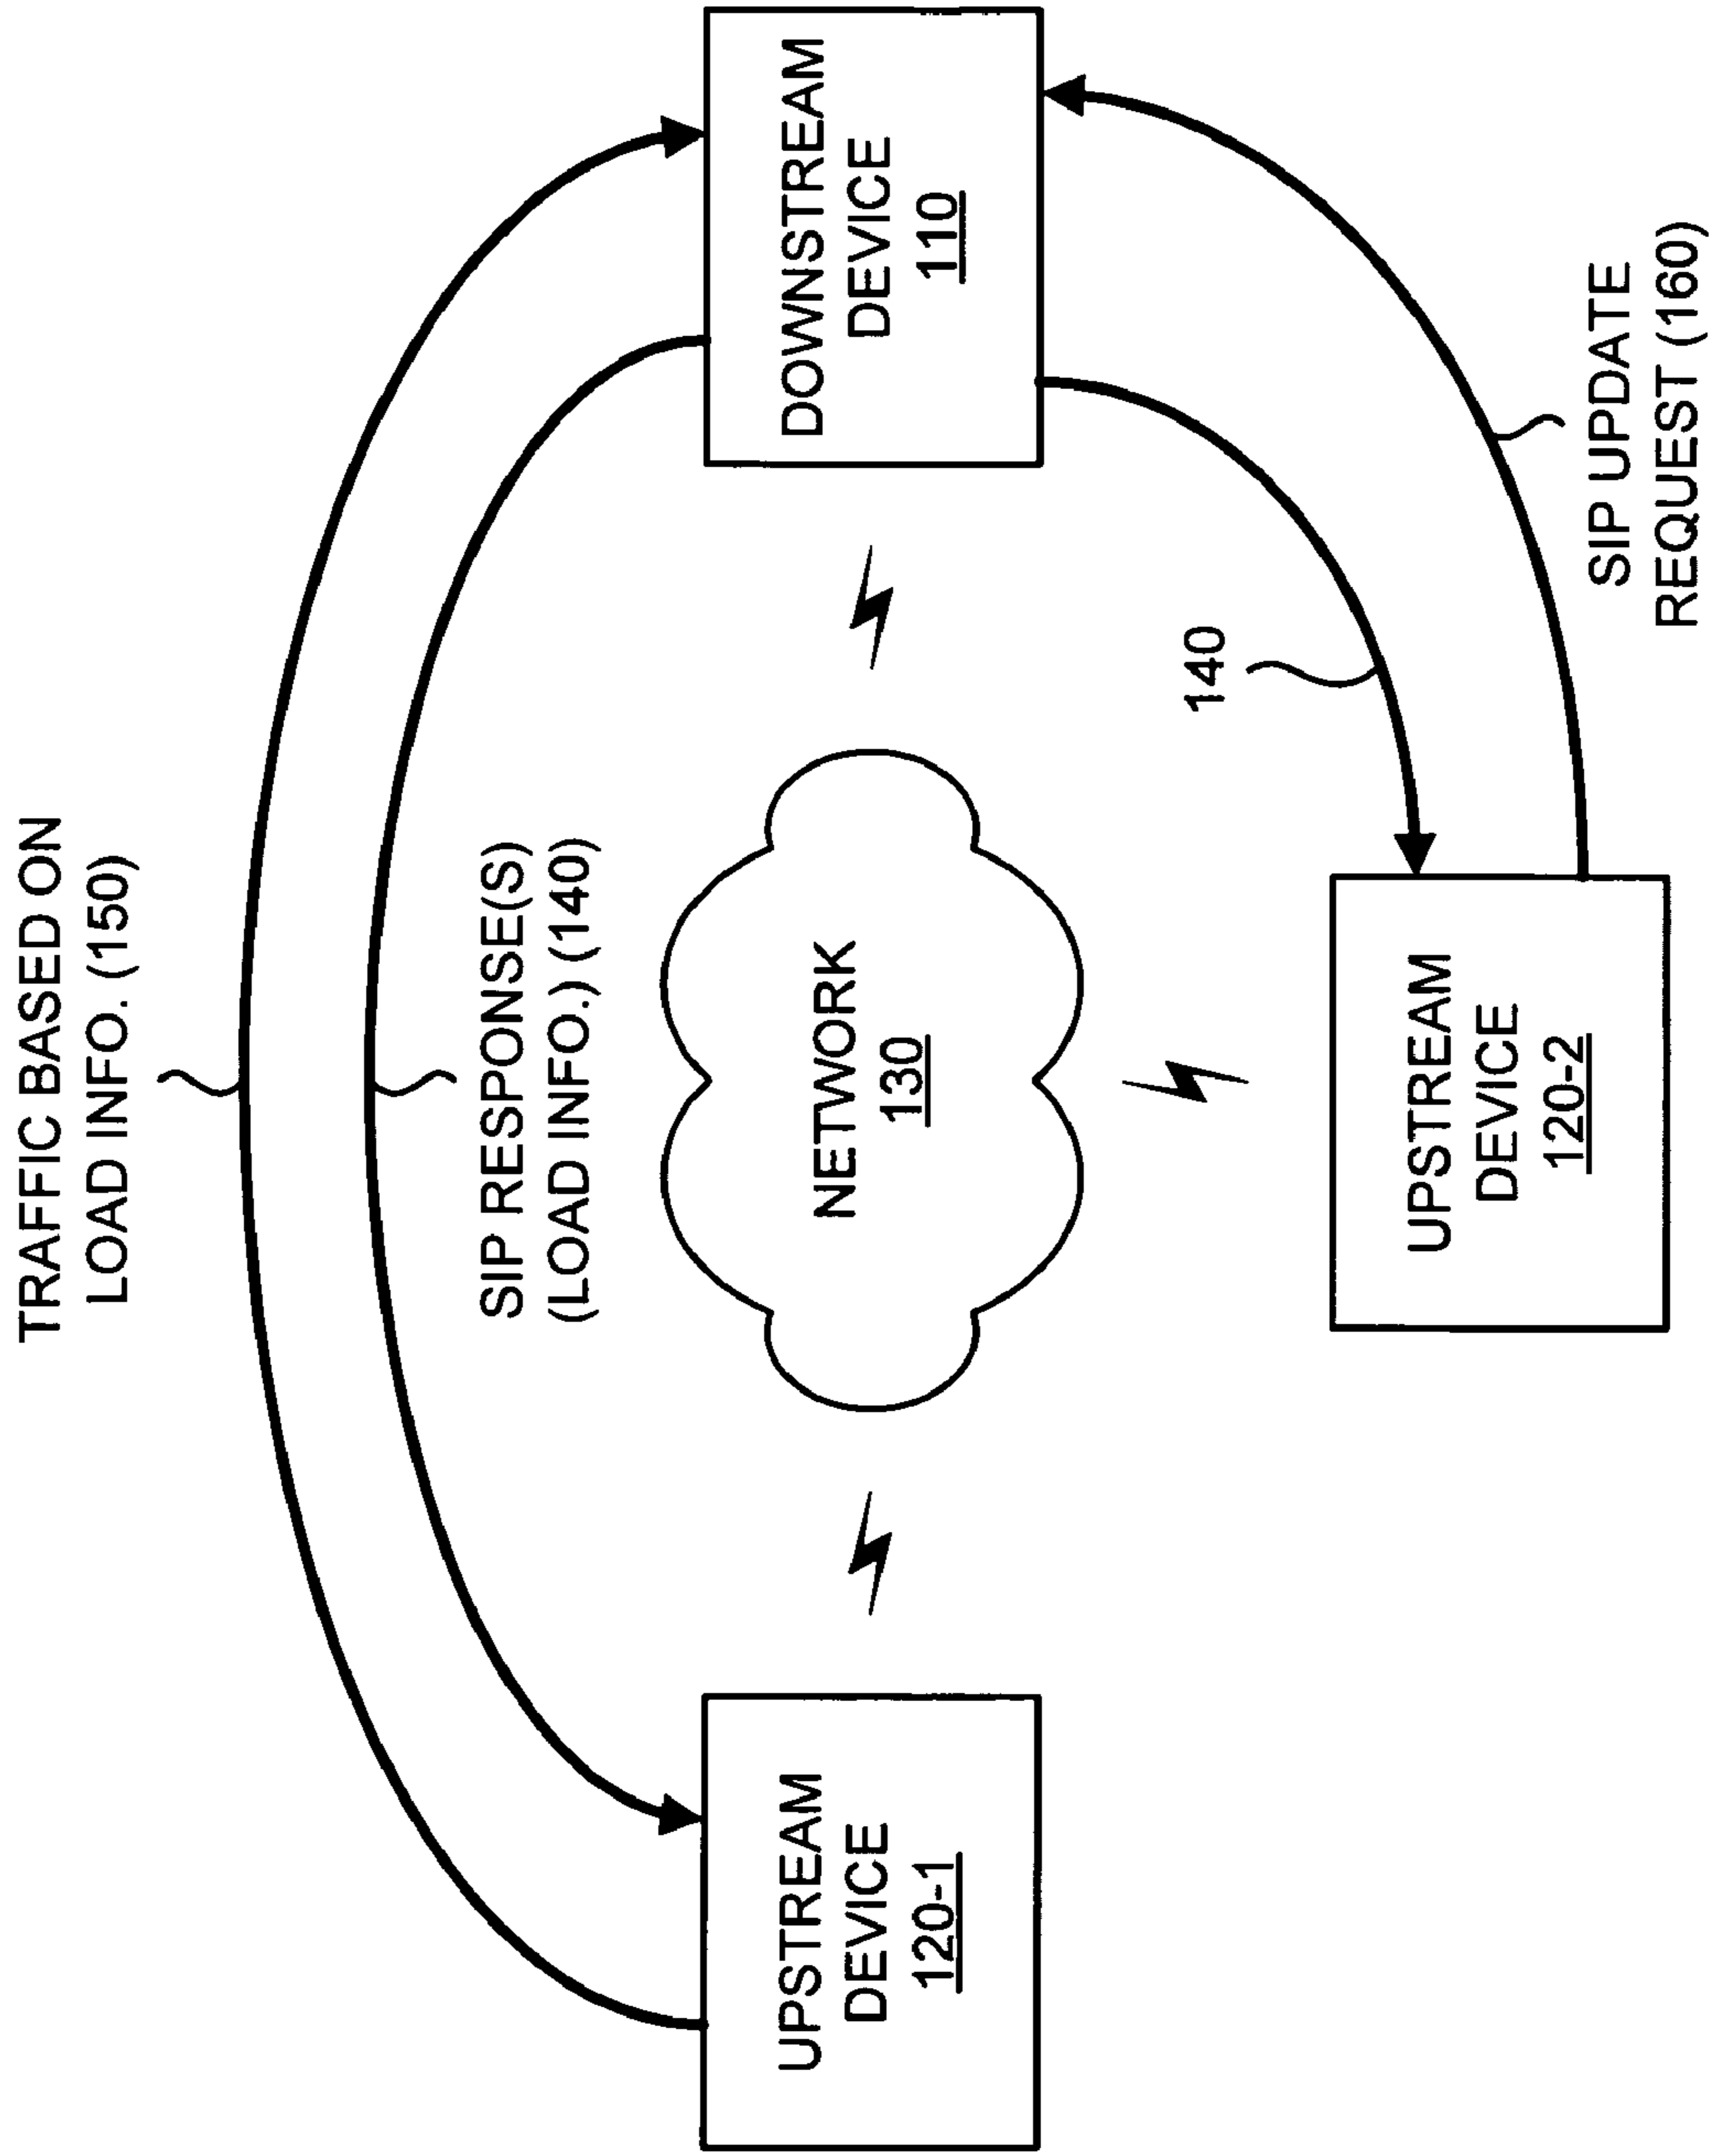 TRAFFIC BASED ON
LOAD INFO. (150)
SIP RESPONSE(S)
(LOAD INFO.) (140)
UPSTREAM
DEVICE
120-1
NETWORK
130
DOWNSTREAM
DEVICE
110
140
UPSTREAM
DEVICE
120-2
SIP UPDATE
REQUEST (160)